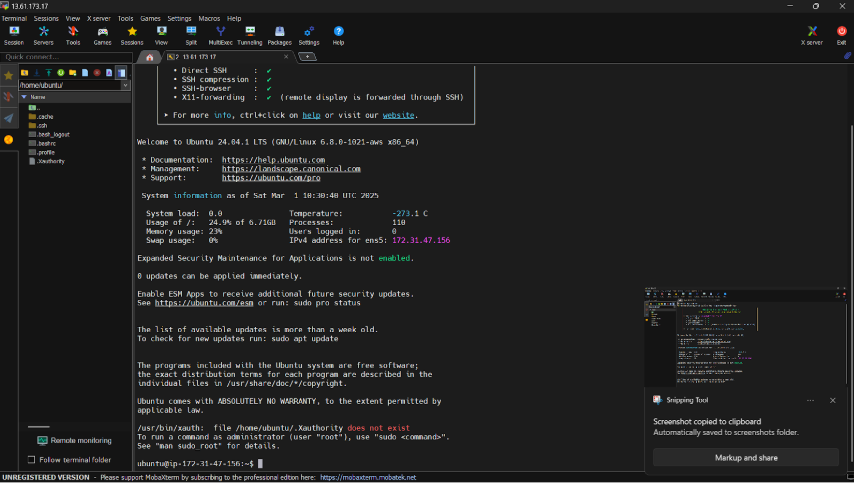 13.61.173.17
Terminal Sessions View X server Tools Games Settings Macros Help
Session Servers Tools Games Sessions View Split MultiExec Tunneling Packages Settings Help X server Exit
Quick connect...
2. 13.61.173.17
/home/ubuntu/
Name
..
.cache
.ssh
.bash_logout
.bashrc
.profile
.Xauthority
• Direct SSH : ✔
• SSH compression : ✔
• SSH-browser : ✔
• X11-forwarding : ✔ (remote display is forwarded through SSH)
➤ For more info, ctrl+click on help or visit our website.
Welcome to Ubuntu 24.04.1 LTS (GNU/Linux 6.8.0-1021-aws x86_64)
* Documentation: https://help.ubuntu.com
* Management: https://landscape.canonical.com
* Support: https://ubuntu.com/pro
System information as of Sat Mar 1 10:30:40 UTC 2025
System load: 0.0 Temperature: -273.1 C
Usage of /: 24.9% of 6.71GB Processes: 110
Memory usage: 23% Users logged in: 0
Swap usage: 0% IPv4 address for ens5: 172.31.47.156
Expanded Security Maintenance for Applications is not enabled.
0 updates can be applied immediately.
Enable ESM Apps to receive additional future security updates.
See https://ubuntu.com/esm or run: sudo pro status
The list of available updates is more than a week old.
To check for new updates run: sudo apt update
The programs included with the Ubuntu system are free software;
the exact distribution terms for each program are described in the
individual files in /usr/share/doc/*/copyright.
Ubuntu comes with ABSOLUTELY NO WARRANTY, to the extent permitted by
applicable law.
/usr/bin/xauth: file /home/ubuntu/.Xauthority does not exist
To run a command as administrator (user "root"), use "sudo <command>".
See "man sudo_root" for details.
ubuntu@ip-172-31-47-156:~$
Remote monitoring
Follow terminal folder
Snipping Tool
Screenshot copied to clipboard
Automatically saved to screenshots folder.
Markup and share
UNREGISTERED VERSION - Please support MobaXterm by subscribing to the professional edition here: https://mobaxterm.mobatek.net